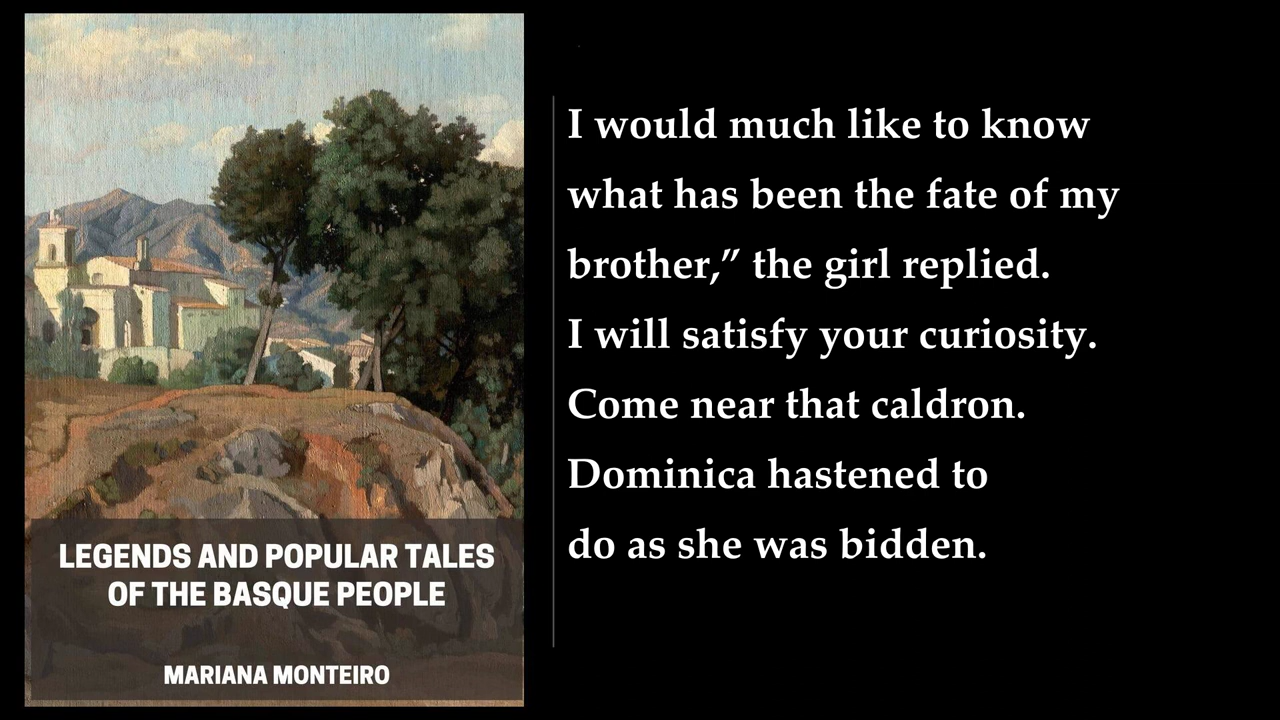 LEGENDS AND POPULAR TALES
OF THE BASQUE PEOPLE
MARIANA MONTEIRO
I would much like to know
what has been the fate of my
brother,” the girl replied.
I will satisfy your curiosity.
Come near that caldron.
Dominica hastened to
do as she was bidden.